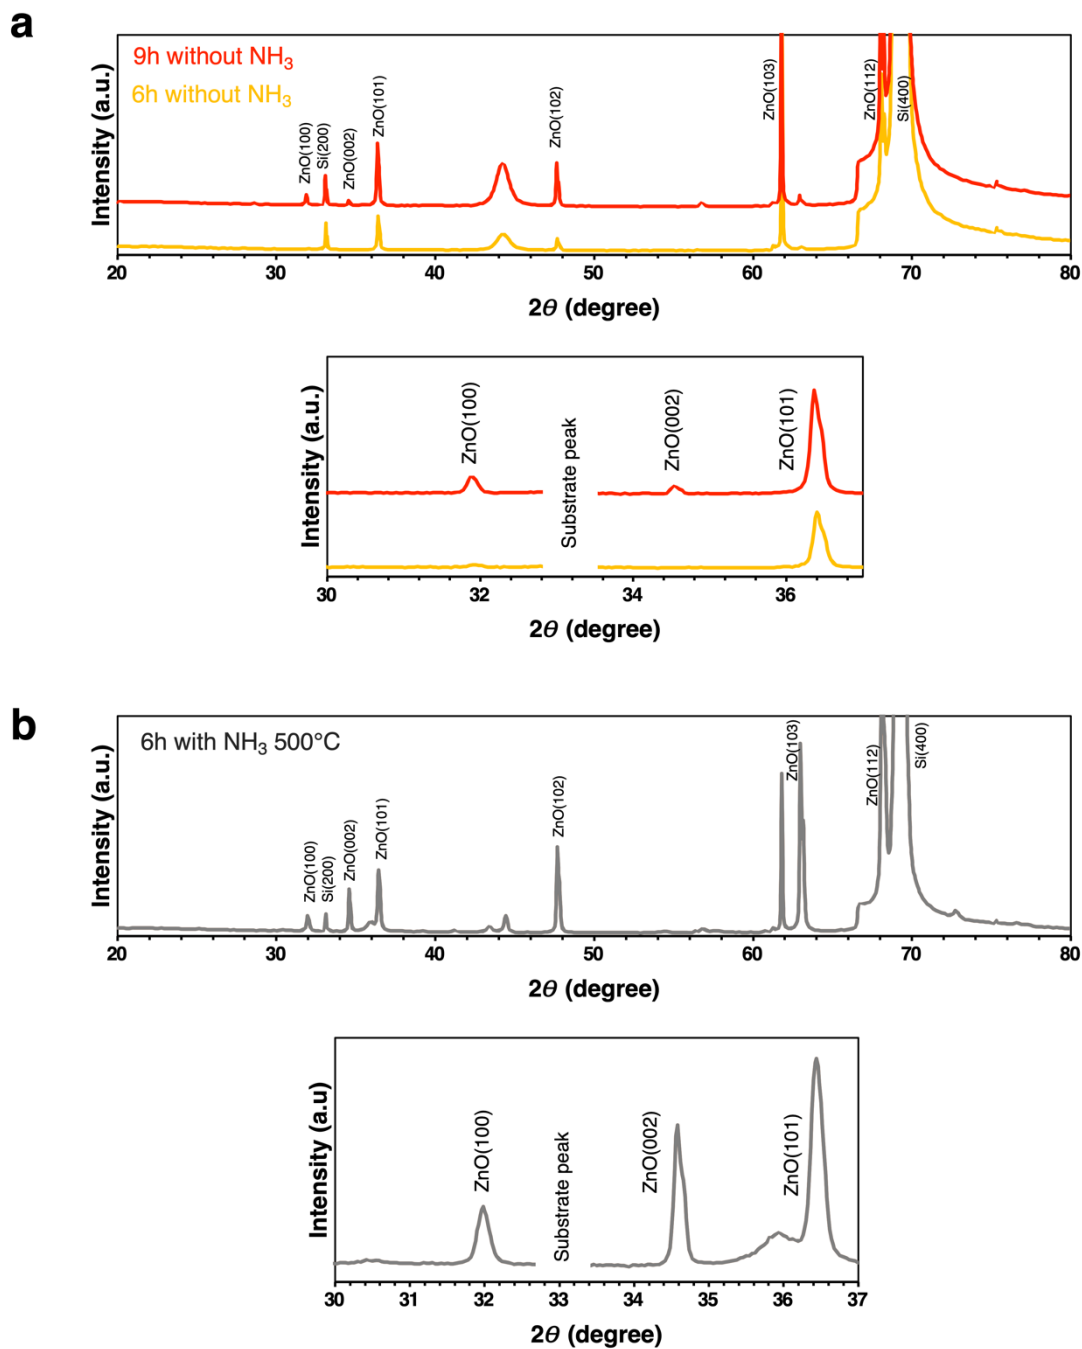 a
9h without NH₃
6h without NH₃
Intensity (a.u.)
ZnO(100)
Si(200)
ZnO(002)
ZnO(101)
ZnO(102)
ZnO(103)
ZnO(112)
Si(400)
20 30 40 50 60 70 80
2θ (degree)
Intensity (a.u.)
ZnO(100)
Substrate peak
ZnO(002)
ZnO(101)
30 32 34 36
2θ (degree)
b
6h with NH₃ 500°C
Intensity (a.u.)
ZnO(100)
Si(200)
ZnO(002)
ZnO(101)
ZnO(102)
ZnO(103)
ZnO(112)
Si(400)
20 30 40 50 60 70 80
2θ (degree)
Intensity (a.u)
ZnO(100)
Substrate peak
ZnO(002)
ZnO(101)
30 31 32 33 34 35 36 37
2θ (degree)